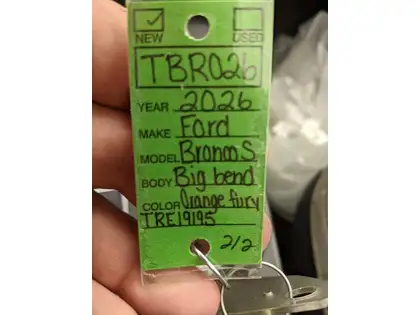 NEW USED
TBR026
YEAR 2026
MAKE Ford
MODEL Bronco S
BODY Big bend
COLOR Orange fury
TRE19195
2/2